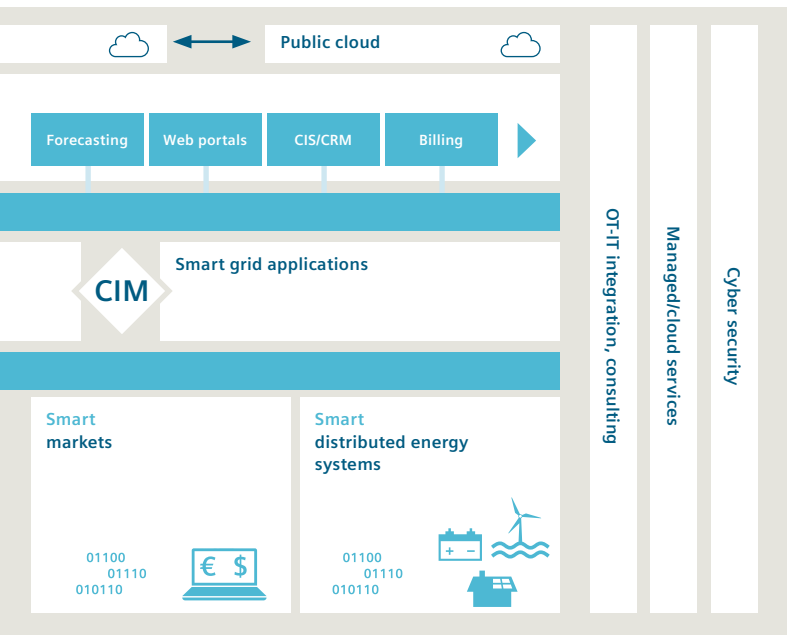 Public cloud
Forecasting
Web portals
CIS/CRM
Billing
CIM
Smart grid applications
Smart
markets
01100
01110
010110
€ $
Smart
distributed energy
systems
01100
01110
010110
+ −
OT-IT integration, consulting
Managed/cloud services
Cyber security